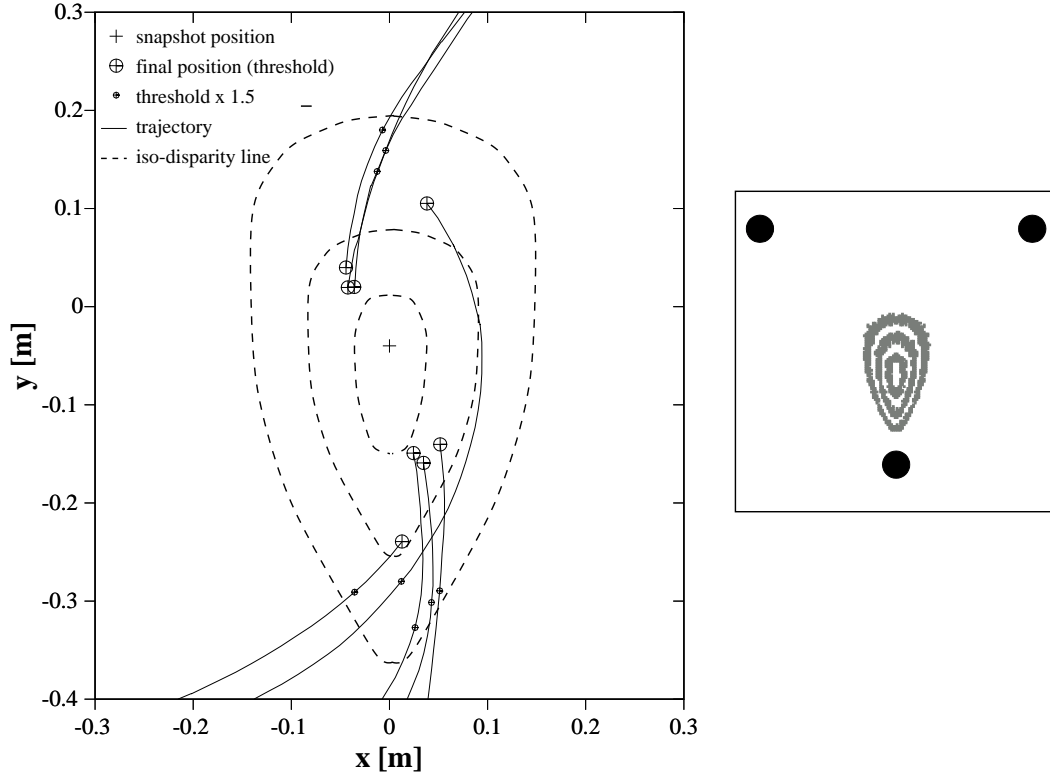 0.3
snapshot position
final position (threshold)
threshold x 1.5
trajectory
iso-disparity line
0.2
0.1
0
-0.1
-0.2
-0.3
-0.4
y [m]
-0.3
-0.2
-0.1
0
0.1
0.2
0.3
x [m]